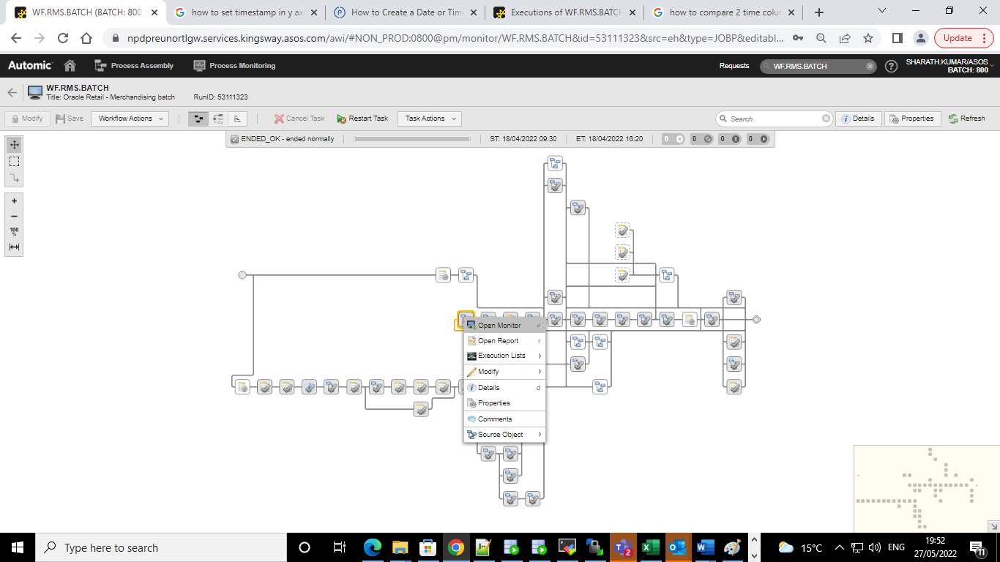 WF.RMS.BATCH (BATCH: 800
how to set timestamp in y ax
How to Create a Date or Time
Executions of WF.RMS.BATCH
how to compare 2 time colu
npdpreunortlgw.services.kingsway.asos.com/awi/#NON_PROD:0800@pm/monitor/WF.RMS.BATCH&id=53111323&src=eh&type=JOBP&editabl...
Update
Automic
Process Assembly
Process Monitoring
Requests
WF.RMS.BATCH
SHARATH.KUMAR/ASOS
BATCH: 800
WF.RMS.BATCH
Title: Oracle Retail - Merchandising batch
RunID: 53111323
Modify
Save
Workflow Actions
Cancel Task
Restart Task
Task Actions
Search
Details
Properties
Refresh
ENDED_OK - ended normally
ST: 18/04/2022 09:30
ET: 18/04/2022 16:20
0
0
0
0
+
−
100
%
Open Monitor
Open Report r
Execution Lists
Modify
Details d
Properties
Comments
Source Object
Type here to search
2
15°C
ENG
19:52
27/05/2022
11